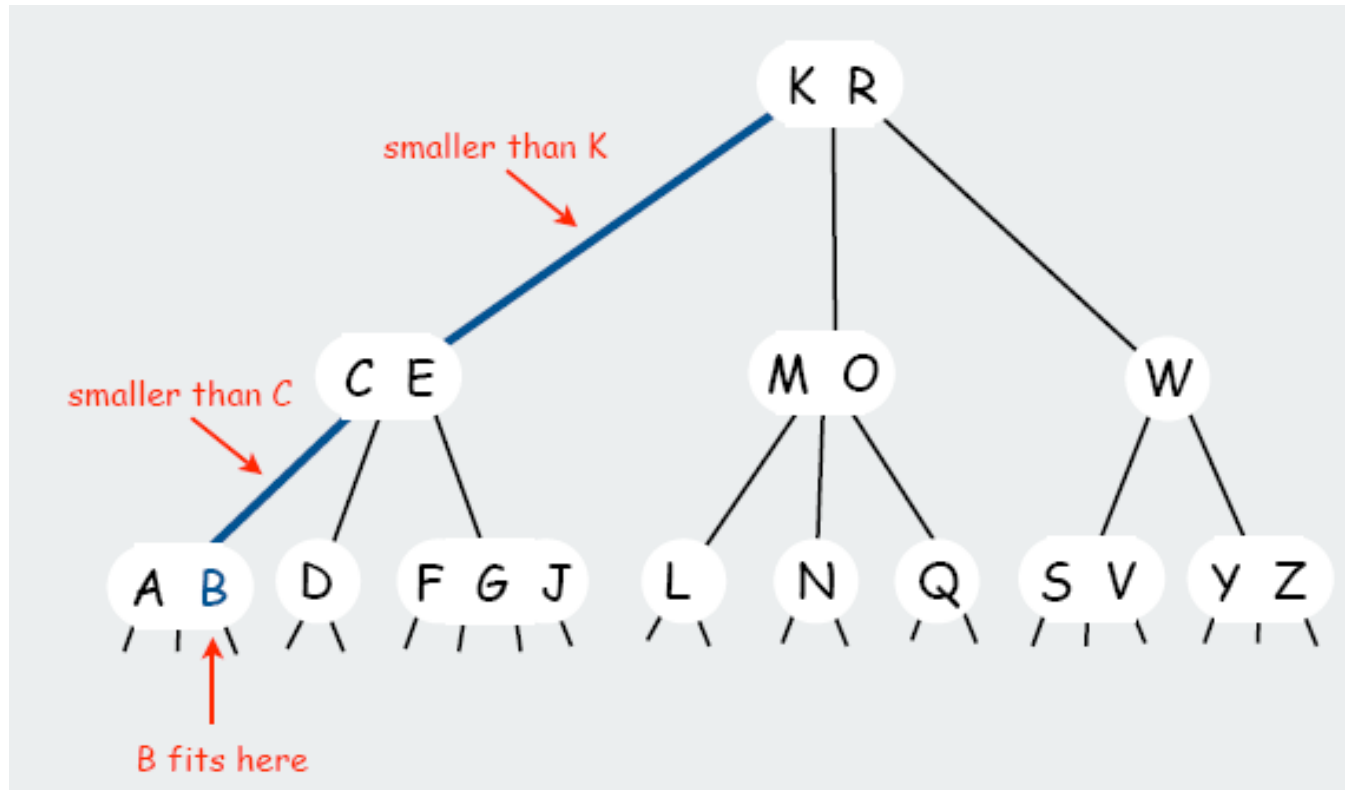 K R
smaller than K
C E
M O
W
smaller than C
A B
D
F G J
L
N
Q
S V
Y Z
B fits here